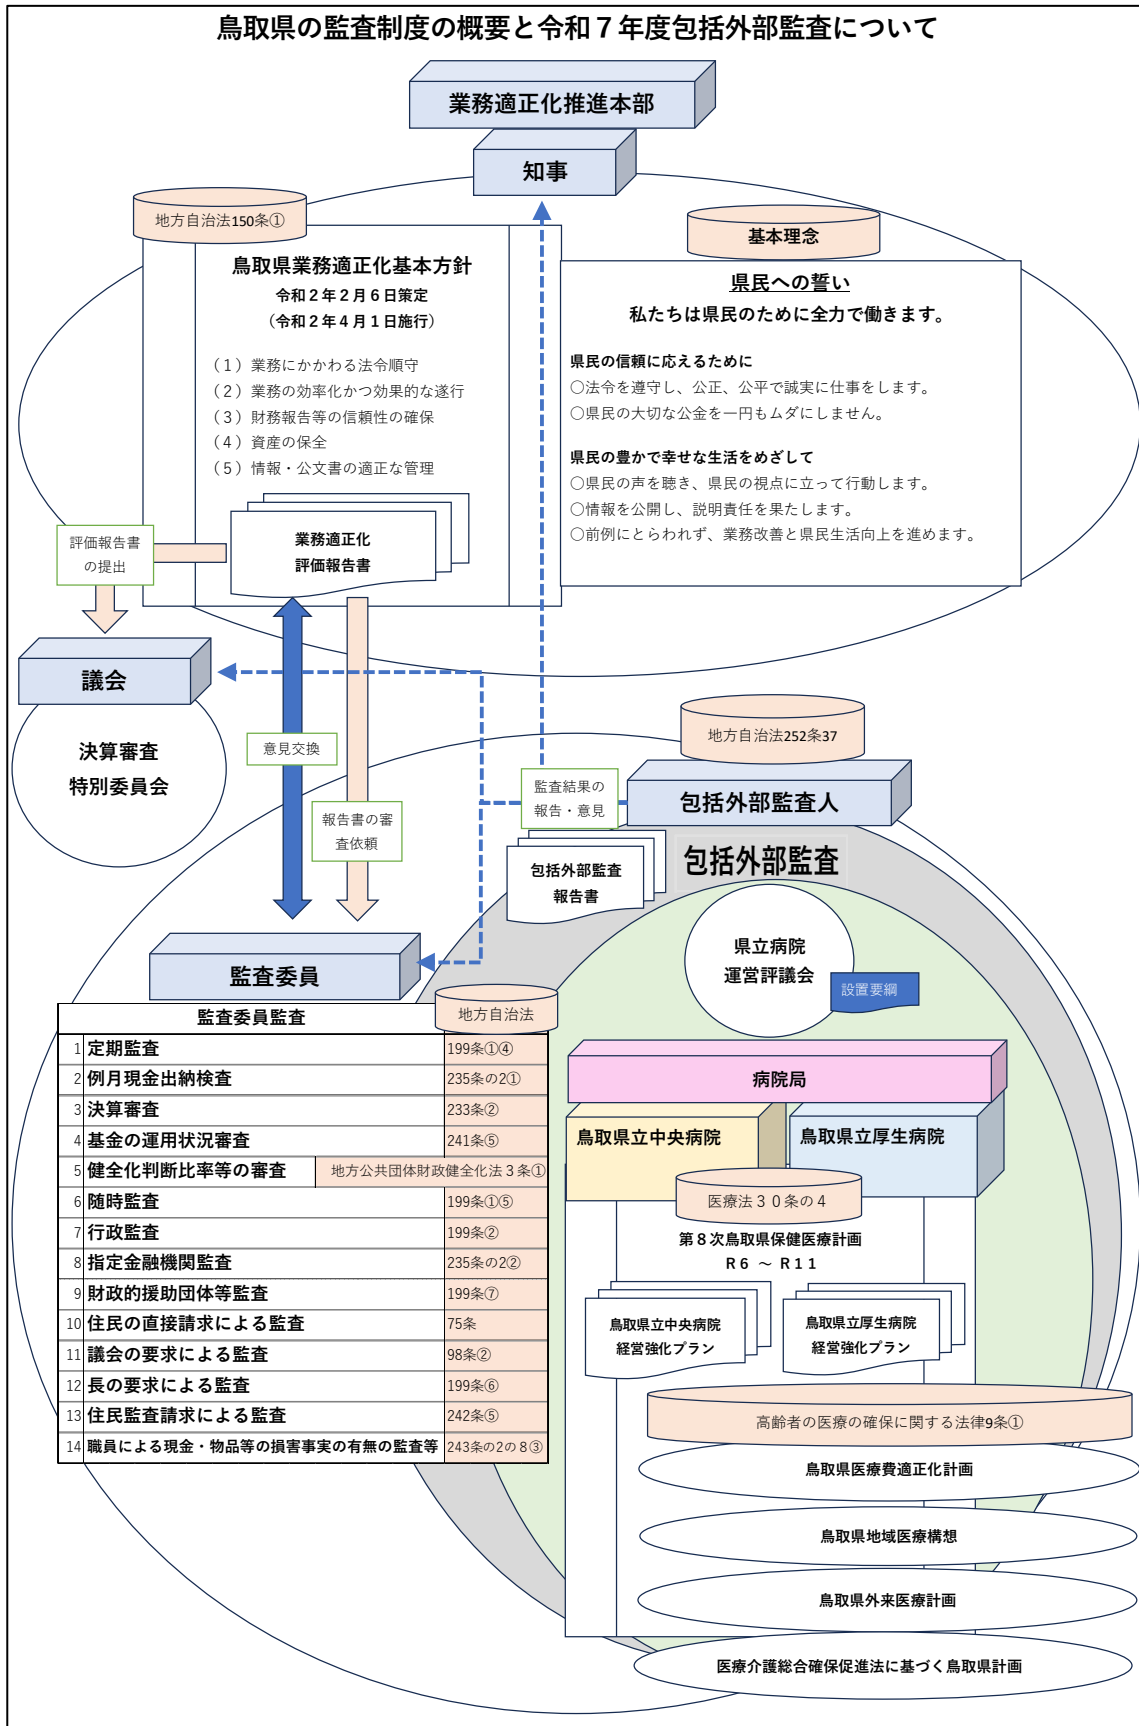 鳥取県の監査制度の概要と令和７年度包括外部監査について
業務適正化推進本部
知事
地方自治法150条①
鳥取県業務適正化基本方針
令和２年２月６日策定
（令和２年４月１日施行）
（１）業務にかかわる法令順守
（２）業務の効率化かつ効果的な遂行
（３）財務報告等の信頼性の確保
（４）資産の保全
（５）情報・公文書の適正な管理
業務適正化
評価報告書
基本理念
県民への誓い
私たちは県民のために全力で働きます。
県民の信頼に応えるために
○法令を遵守し、公正、公平で誠実に仕事をします。
○県民の大切な公金を一円もムダにしません。
県民の豊かで幸せな生活をめざして
○県民の声を聴き、県民の視点に立って行動します。
○情報を公開し、説明責任を果たします。
○前例にとらわれず、業務改善と県民生活向上を進めます。
評価報告書
の提出
議会
決算審査
特別委員会
意見交換
報告書の審
査依頼
地方自治法252条37
包括外部監査人
監査結果の
報告・意見
包括外部監査
包括外部監査
報告書
県立病院
運営評議会
設置要綱
監査委員
監査委員監査
地方自治法
1 定期監査 199条①④
2 例月現金出納検査 235条の2①
3 決算審査 233条②
4 基金の運用状況審査 241条⑤
5 健全化判断比率等の審査 地方公共団体財政健全化法３条①
6 随時監査 199条①⑤
7 行政監査 199条②
8 指定金融機関監査 235条の2②
9 財政的援助団体等監査 199条⑦
10 住民の直接請求による監査 75条
11 議会の要求による監査 98条②
12 長の要求による監査 199条⑥
13 住民監査請求による監査 242条⑤
14 職員による現金・物品等の損害事実の有無の監査等 243条の2の８③
病院局
鳥取県立中央病院
鳥取県立厚生病院
医療法３０条の４
第８次鳥取県保健医療計画
R６ ～ R１１
鳥取県立中央病院
経営強化プラン
鳥取県立厚生病院
経営強化プラン
高齢者の医療の確保に関する法律9条①
鳥取県医療費適正化計画
鳥取県地域医療構想
鳥取県外来医療計画
医療介護総合確保促進法に基づく鳥取県計画